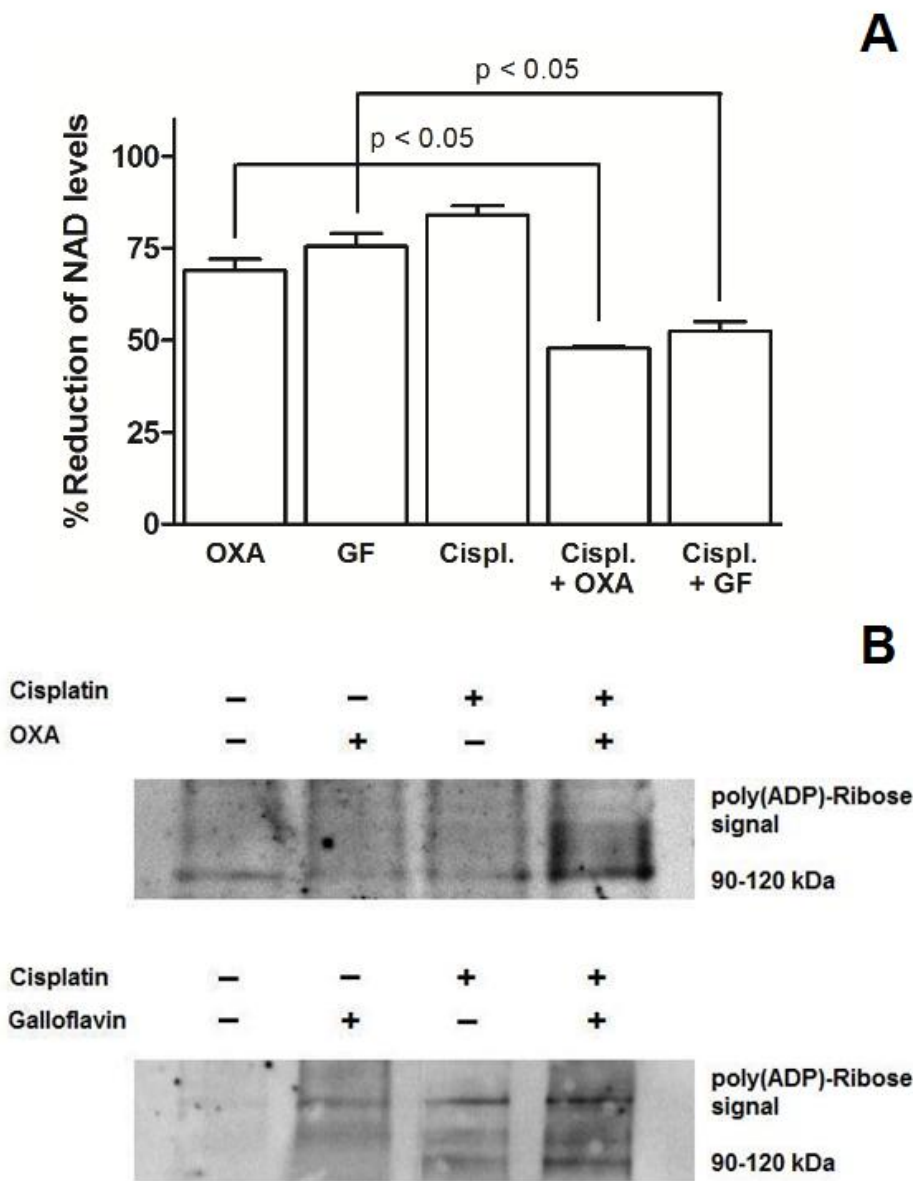 A
p < 0.05
p < 0.05
% Reduction of NAD levels
100
75
50
25
0
OXA
GF
Cispl.
Cispl.
+ OXA
Cispl.
+ GF
B
Cisplatin − − + +
OXA − + − +
poly(ADP)-Ribose
signal
90-120 kDa
Cisplatin − − + +
Galloflavin − + − +
poly(ADP)-Ribose
signal
90-120 kDa